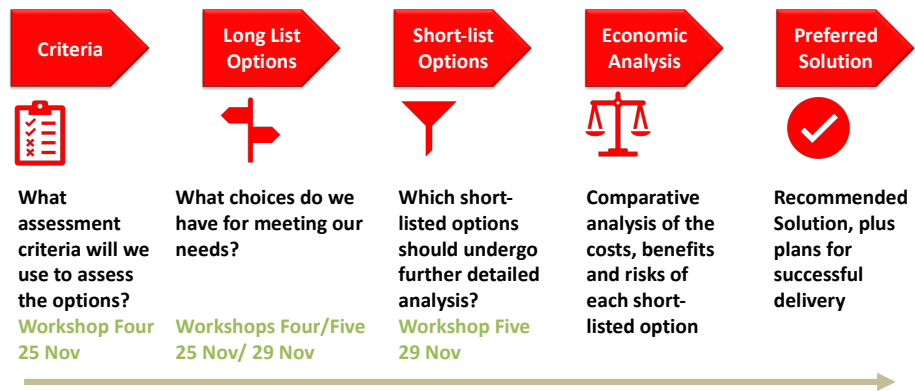 Criteria
Long List
Options
Short-list
Options
Economic
Analysis
Preferred
Solution
What
assessment
criteria will we
use to assess
the options?
Workshop Four
25 Nov
What choices do we
have for meeting our
needs?
Workshops Four/Five
25 Nov/ 29 Nov
Which short-
listed options
should undergo
further detailed
analysis?
Workshop Five
29 Nov
Comparative
analysis of the
costs, benefits
and risks of
each short-
listed option
Recommended
Solution, plus
plans for
successful
delivery